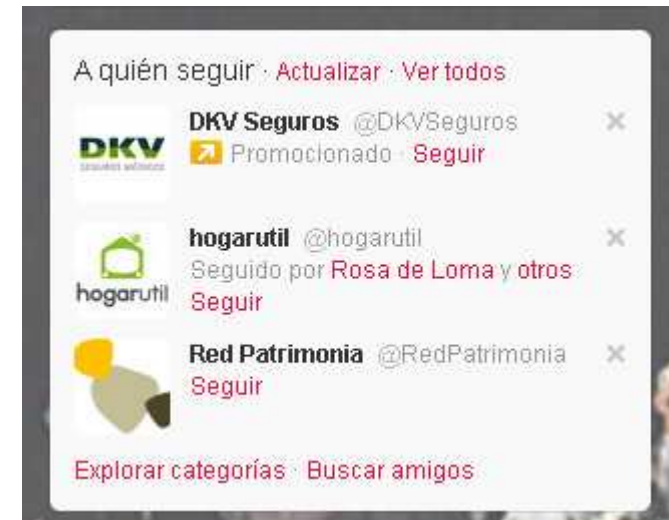 A quién seguir · Actualizar · Ver todos
DKV Seguros @DKVSeguros
DKV
Promocionado · Seguir
hogarutil @hogarutil
Seguido por Rosa de Loma y otros
hogarutil
Seguir
Red Patrimonia @RedPatrimonia
Seguir
Explorar categorías · Buscar amigos